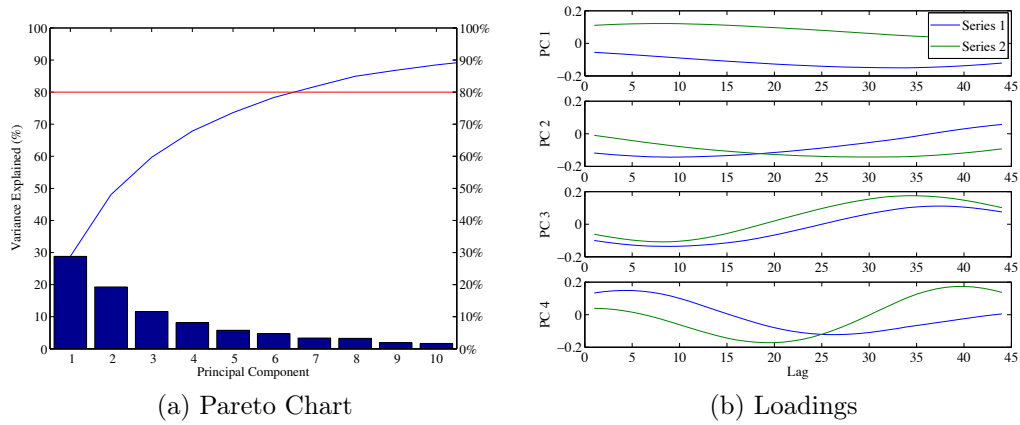 100
90
80
70
60
50
40
30
20
10
0
Variance Explained (%)
100%
90%
80%
70%
60%
50%
40%
30%
20%
10%
0%
1 2 3 4 5 6 7 8 9 10
Principal Component
(a) Pareto Chart
0.2
0
−0.2
PC 1
Series 1
Series 2
0 5 10 15 20 25 30 35 40 45
0.2
0
−0.2
PC 2
0 5 10 15 20 25 30 35 40 45
0.2
0
−0.2
PC 3
0 5 10 15 20 25 30 35 40 45
0.2
0
−0.2
PC 4
0 5 10 15 20 25 30 35 40 45
Lag
(b) Loadings